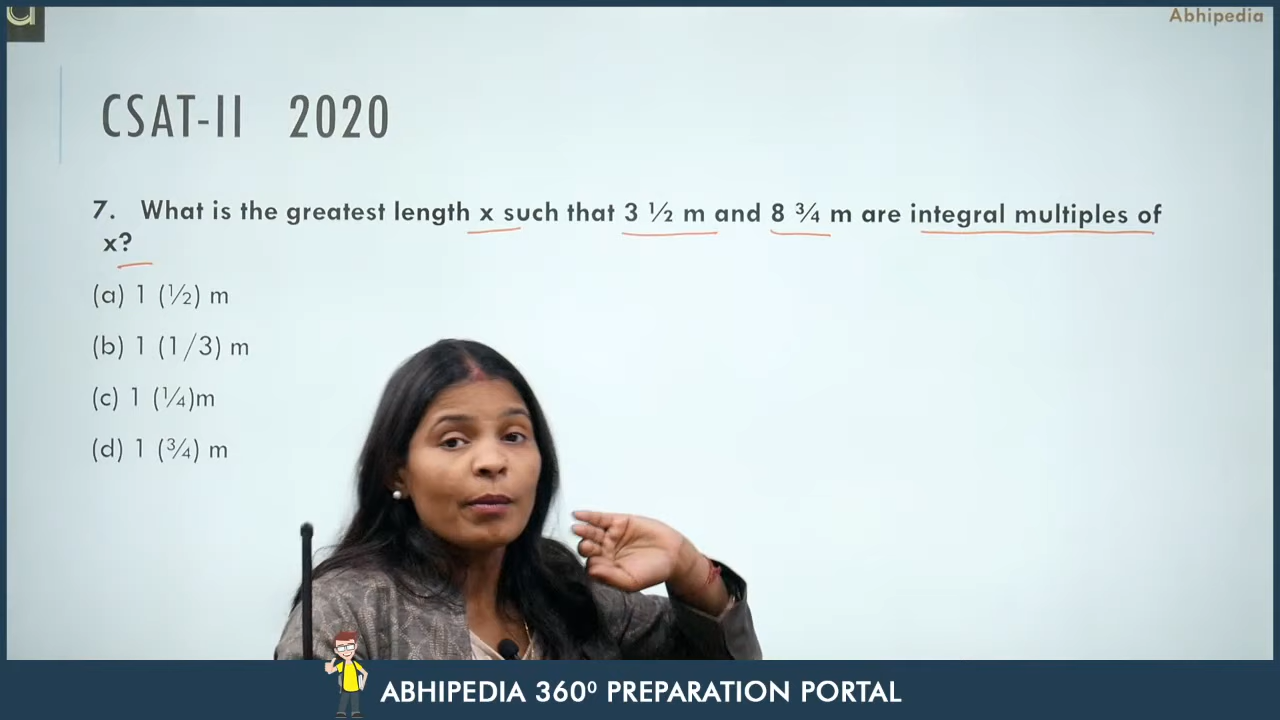 Abhipedia
CSAT-II 2020
7. What is the greatest length x such that 3 ½ m and 8 ¾ m are integral multiples of
x?
(a) 1 (½) m
(b) 1 (1/3) m
(c) 1 (¼)m
(d) 1 (¾) m
ABHIPEDIA 360⁰ PREPARATION PORTAL